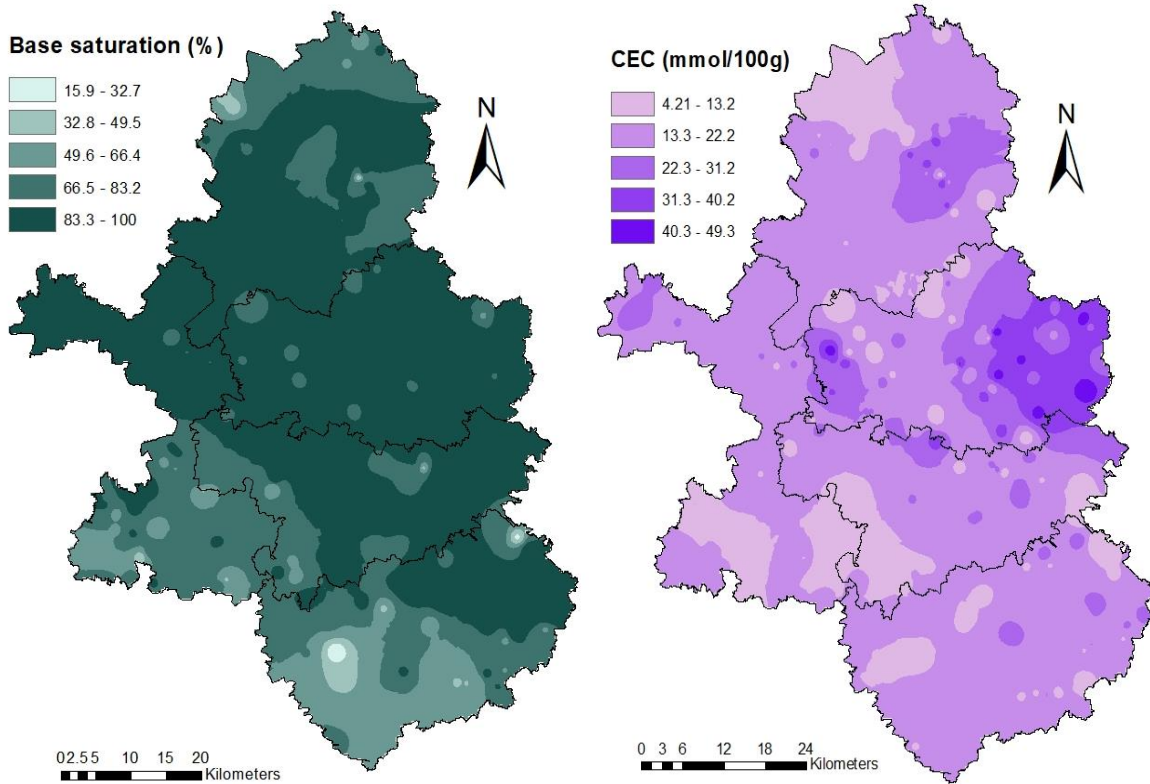 Base saturation (%)
15.9 - 32.7
32.8 - 49.5
49.6 - 66.4
66.5 - 83.2
83.3 - 100
N
02.55 10 15 20
Kilometers
CEC (mmol/100g)
4.21 - 13.2
13.3 - 22.2
22.3 - 31.2
31.3 - 40.2
40.3 - 49.3
N
0 3 6 12 18 24
Kilometers